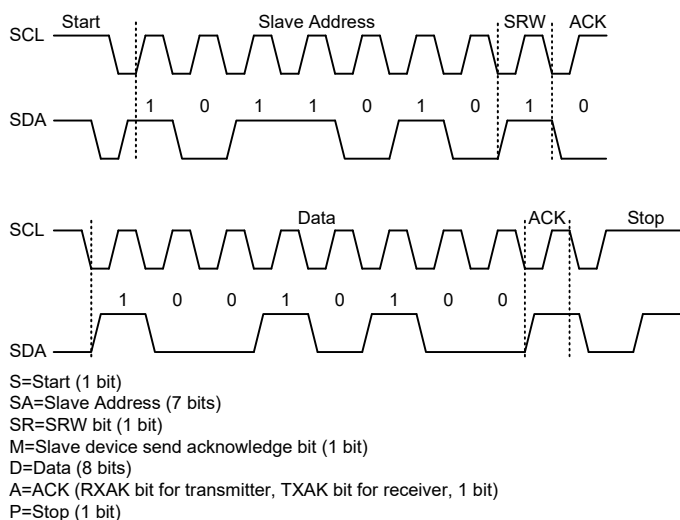 Start Slave Address SRW ACK
SCL
1 0 1 1 0 1 0 1 0
SDA
Data ACK Stop
SCL
1 0 0 1 0 1 0 0
SDA
S=Start (1 bit)
SA=Slave Address (7 bits)
SR=SRW bit (1 bit)
M=Slave device send acknowledge bit (1 bit)
D=Data (8 bits)
A=ACK (RXAK bit for transmitter, TXAK bit for receiver, 1 bit)
P=Stop (1 bit)